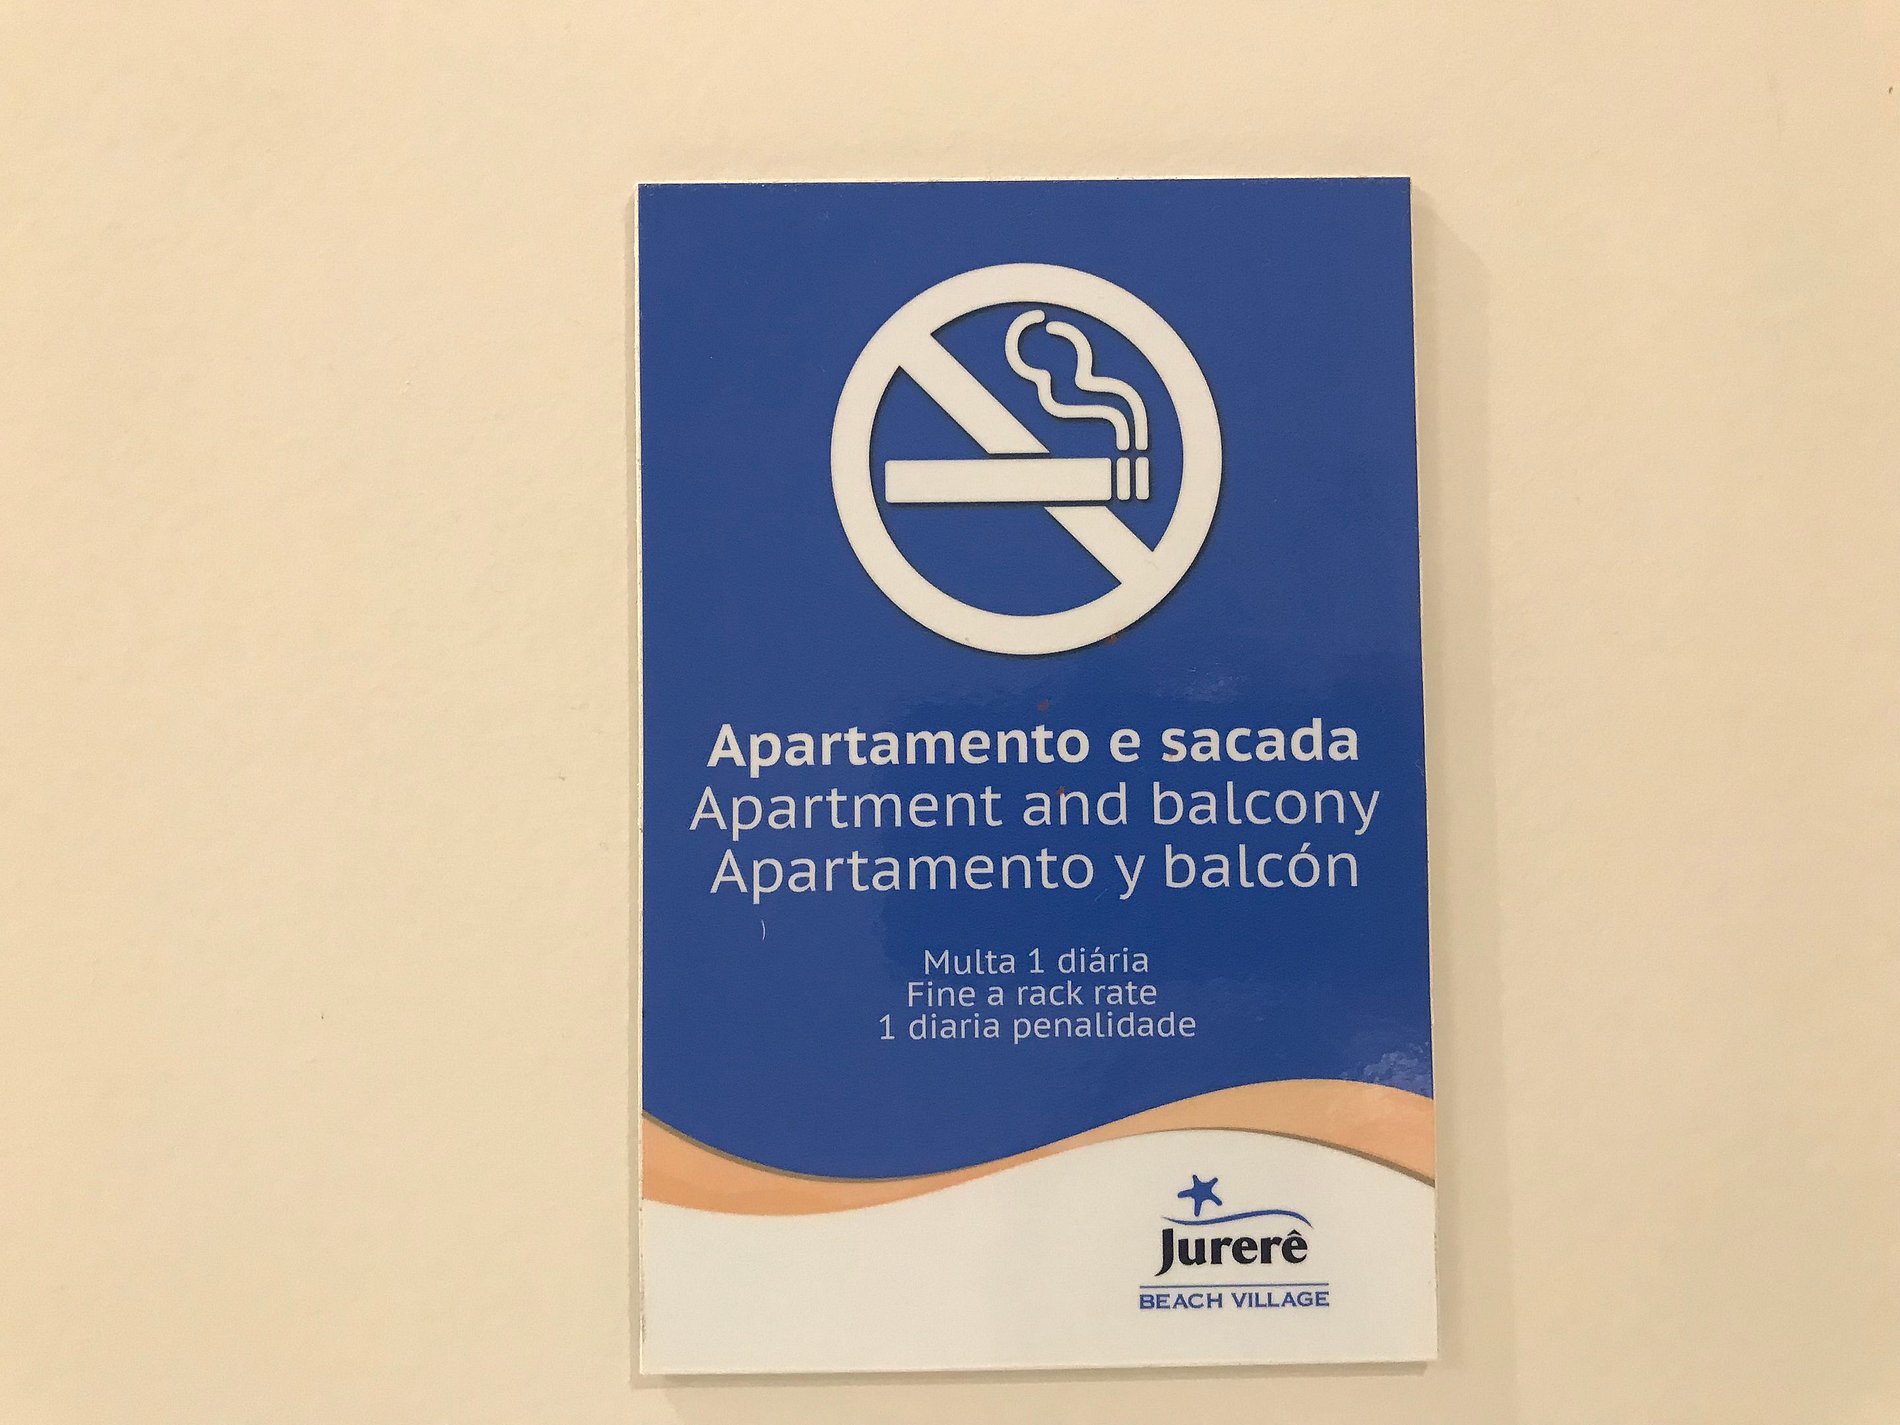 Apartamento e sacada
Apartment and balcony
Apartamento y balcón
Multa 1 diária
Fine a rack rate
1 diaria penalidade
Jurerê
BEACH VILLAGE